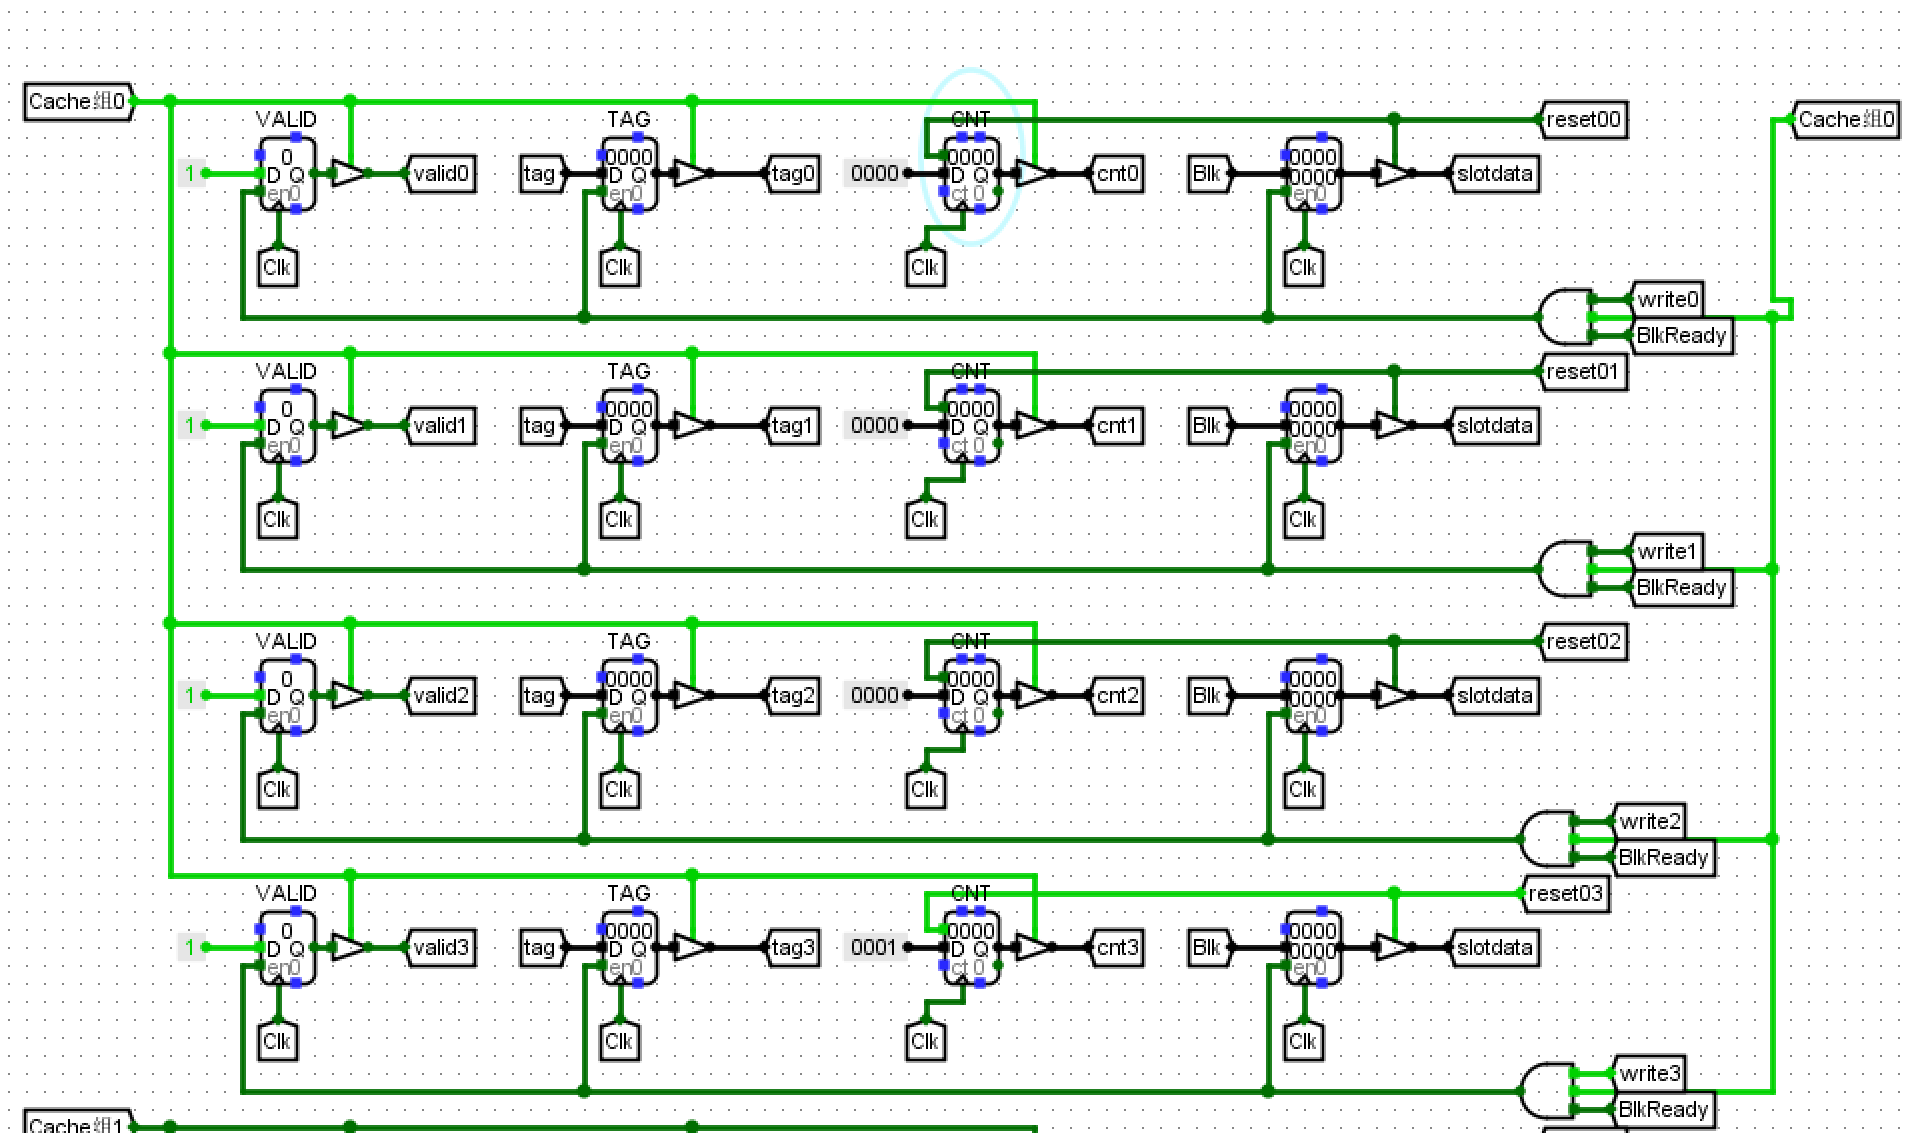 Cache组0
VALID
TAG
CNT
reset00
Cache组0
0
0000
0000
0000
0000
1
D Q
valid0
tag
D Q
tag0
0000
D Q
cnt0
Blk
slotdata
en0
en0
ct 0
en0
Clk
Clk
Clk
Clk
write0
BlkReady
VALID
TAG
CNT
reset01
0
0000
0000
0000
0000
1
D Q
valid1
tag
D Q
tag1
0000
D Q
cnt1
Blk
slotdata
en0
en0
ct 0
en0
Clk
Clk
Clk
Clk
write1
BlkReady
VALID
TAG
CNT
reset02
0
0000
0000
0000
0000
1
D Q
valid2
tag
D Q
tag2
0000
D Q
cnt2
Blk
slotdata
en0
en0
ct 0
en0
Clk
Clk
Clk
Clk
write2
BlkReady
VALID
TAG
CNT
reset03
0
0000
0000
0000
0000
1
D Q
valid3
tag
D Q
tag3
0001
D Q
cnt3
Blk
slotdata
en0
en0
ct 0
en0
Clk
Clk
Clk
Clk
write3
BlkReady
Cache组1